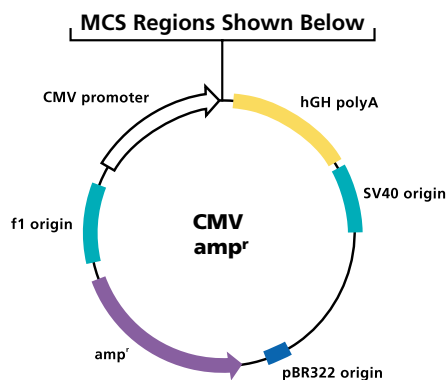 MCS Regions Shown Below
CMV promoter
hGH polyA
SV40 origin
f1 origin
CMV
ampʳ
ampʳ
pBR322 origin